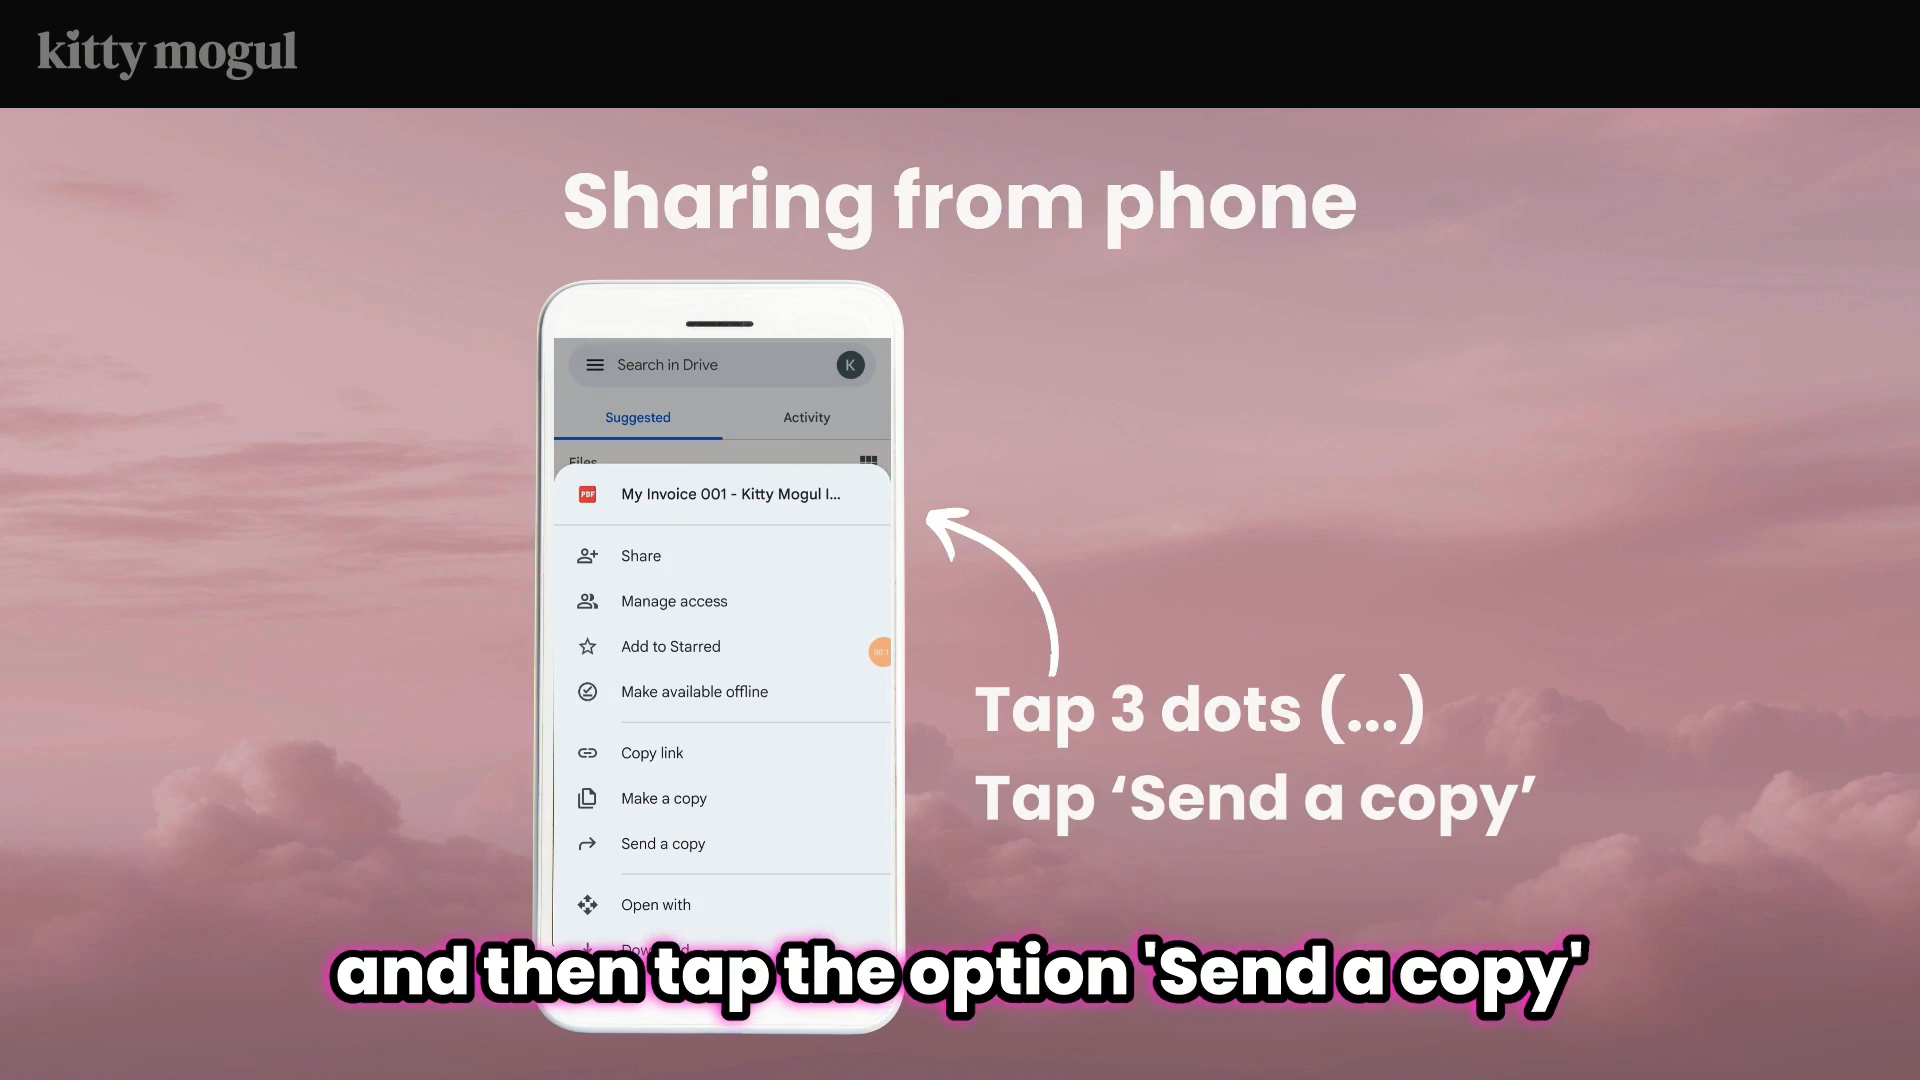 kitty mogul
Sharing from phone
Search in Drive
K
Suggested
Activity
Files
PDF
My Invoice 001 - Kitty Mogul I...
Share
Manage access
Add to Starred
Make available offline
Copy link
Make a copy
Send a copy
Open with
Tap 3 dots (...)
Tap ‘Send a copy’
and then tap the option 'Send a copy'